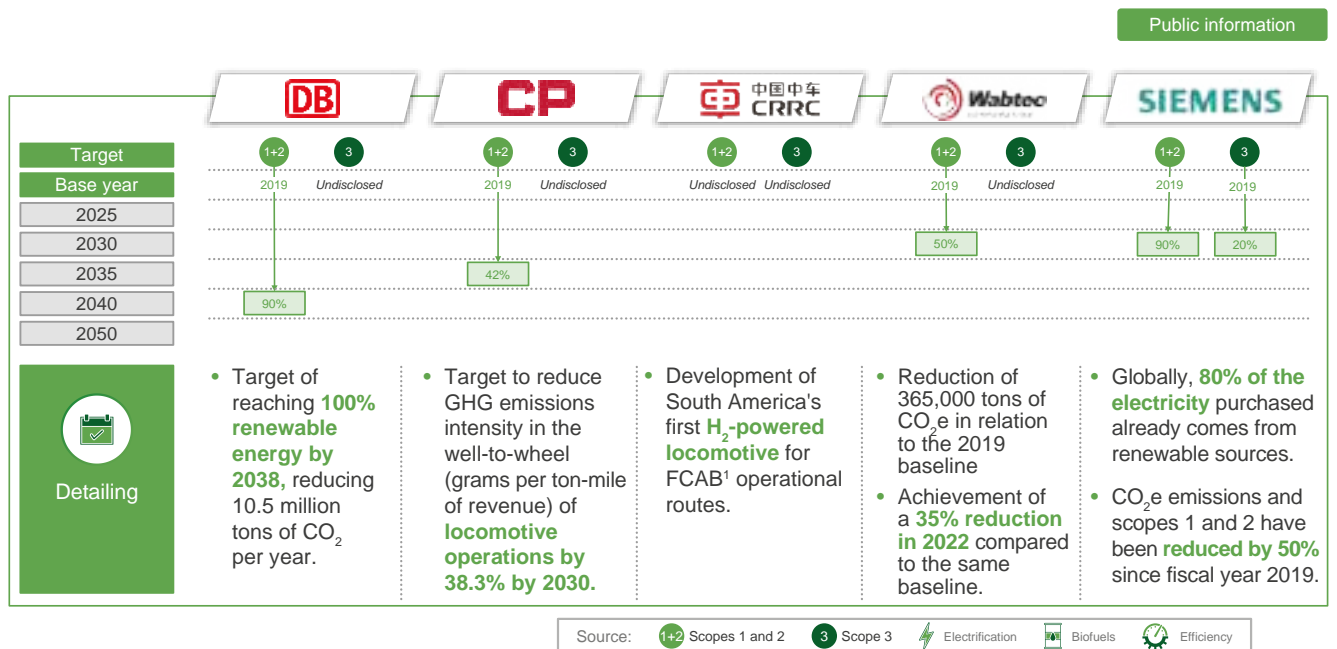 Public information
DB
CP
中国中车
CRRC
Wabtec
SIEMENS
Target
1+2
3
1+2
3
1+2
3
1+2
3
1+2
3
Base year
2019
Undisclosed
2019
Undisclosed
Undisclosed
Undisclosed
2019
Undisclosed
2019
2019
2025
2030
50%
90%
20%
2035
42%
2040
90%
2050
Detailing
• Target of
reaching 100%
renewable
energy by
2038, reducing
10.5 million
tons of CO2
per year.
• Target to reduce
GHG emissions
intensity in the
well-to-wheel
(grams per ton-mile
of revenue) of
locomotive
operations by
38.3% by 2030.
• Development of
South America's
first H2-powered
locomotive for
FCAB¹ operational
routes.
• Reduction of
365,000 tons of
CO2e in relation
to the 2019
baseline
• Achievement of
a 35% reduction
in 2022 compared
to the same
baseline.
• Globally, 80% of the
electricity purchased
already comes from
renewable sources.
• CO2e emissions and
scopes 1 and 2 have
been reduced by 50%
since fiscal year 2019.
Source: 1+2 Scopes 1 and 2 3 Scope 3 Electrification Biofuels Efficiency